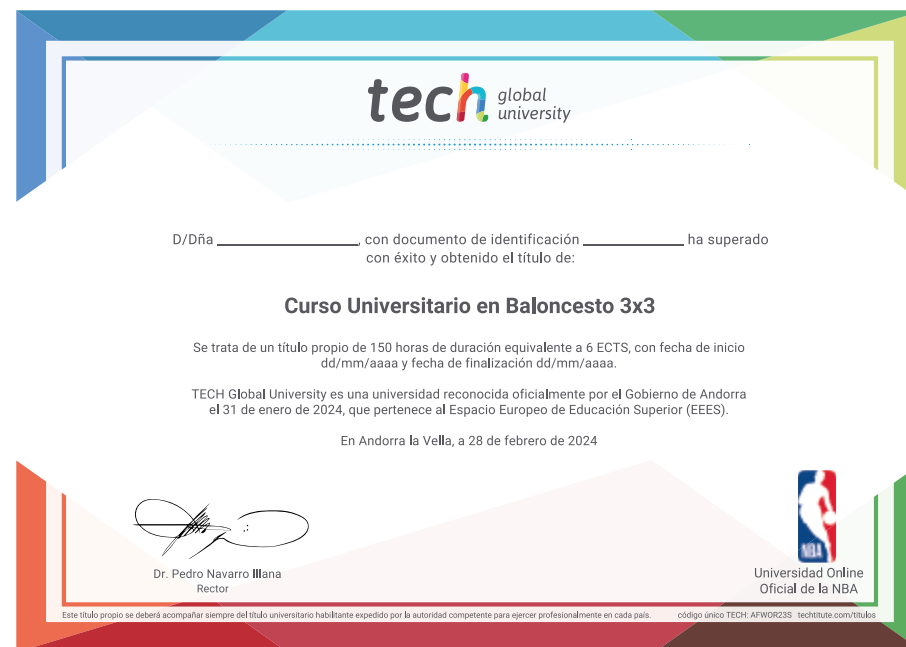 tech global university
D/Dña ____________________, con documento de identificación ______________ ha superado
con éxito y obtenido el título de:
Curso Universitario en Baloncesto 3x3
Se trata de un título propio de 150 horas de duración equivalente a 6 ECTS, con fecha de inicio
dd/mm/aaaa y fecha de finalización dd/mm/aaaa.
TECH Global University es una universidad reconocida oficialmente por el Gobierno de Andorra
el 31 de enero de 2024, que pertenece al Espacio Europeo de Educación Superior (EEES).
En Andorra la Vella, a 28 de febrero de 2024
Dr. Pedro Navarro Illana
Rector
NBA
Universidad Online
Oficial de la NBA
Este título propio se deberá acompañar siempre del título universitario habilitante expedido por la autoridad competente para ejercer profesionalmente en cada país. código único TECH: AFWOR23S techtitute.com/titulos